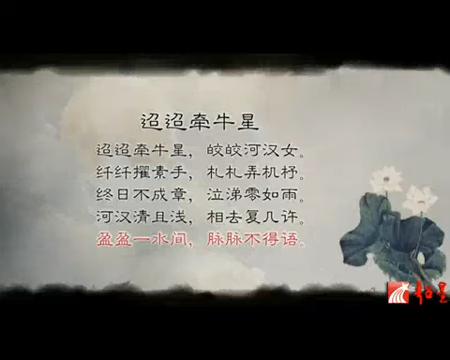 迢迢牵牛星
迢迢牵牛星，皎皎河汉女。
纤纤擢素手，札札弄机杼。
终日不成章，泣涕零如雨。
河汉清且浅，相去复几许。
盈盈一水间，脉脉不得语。